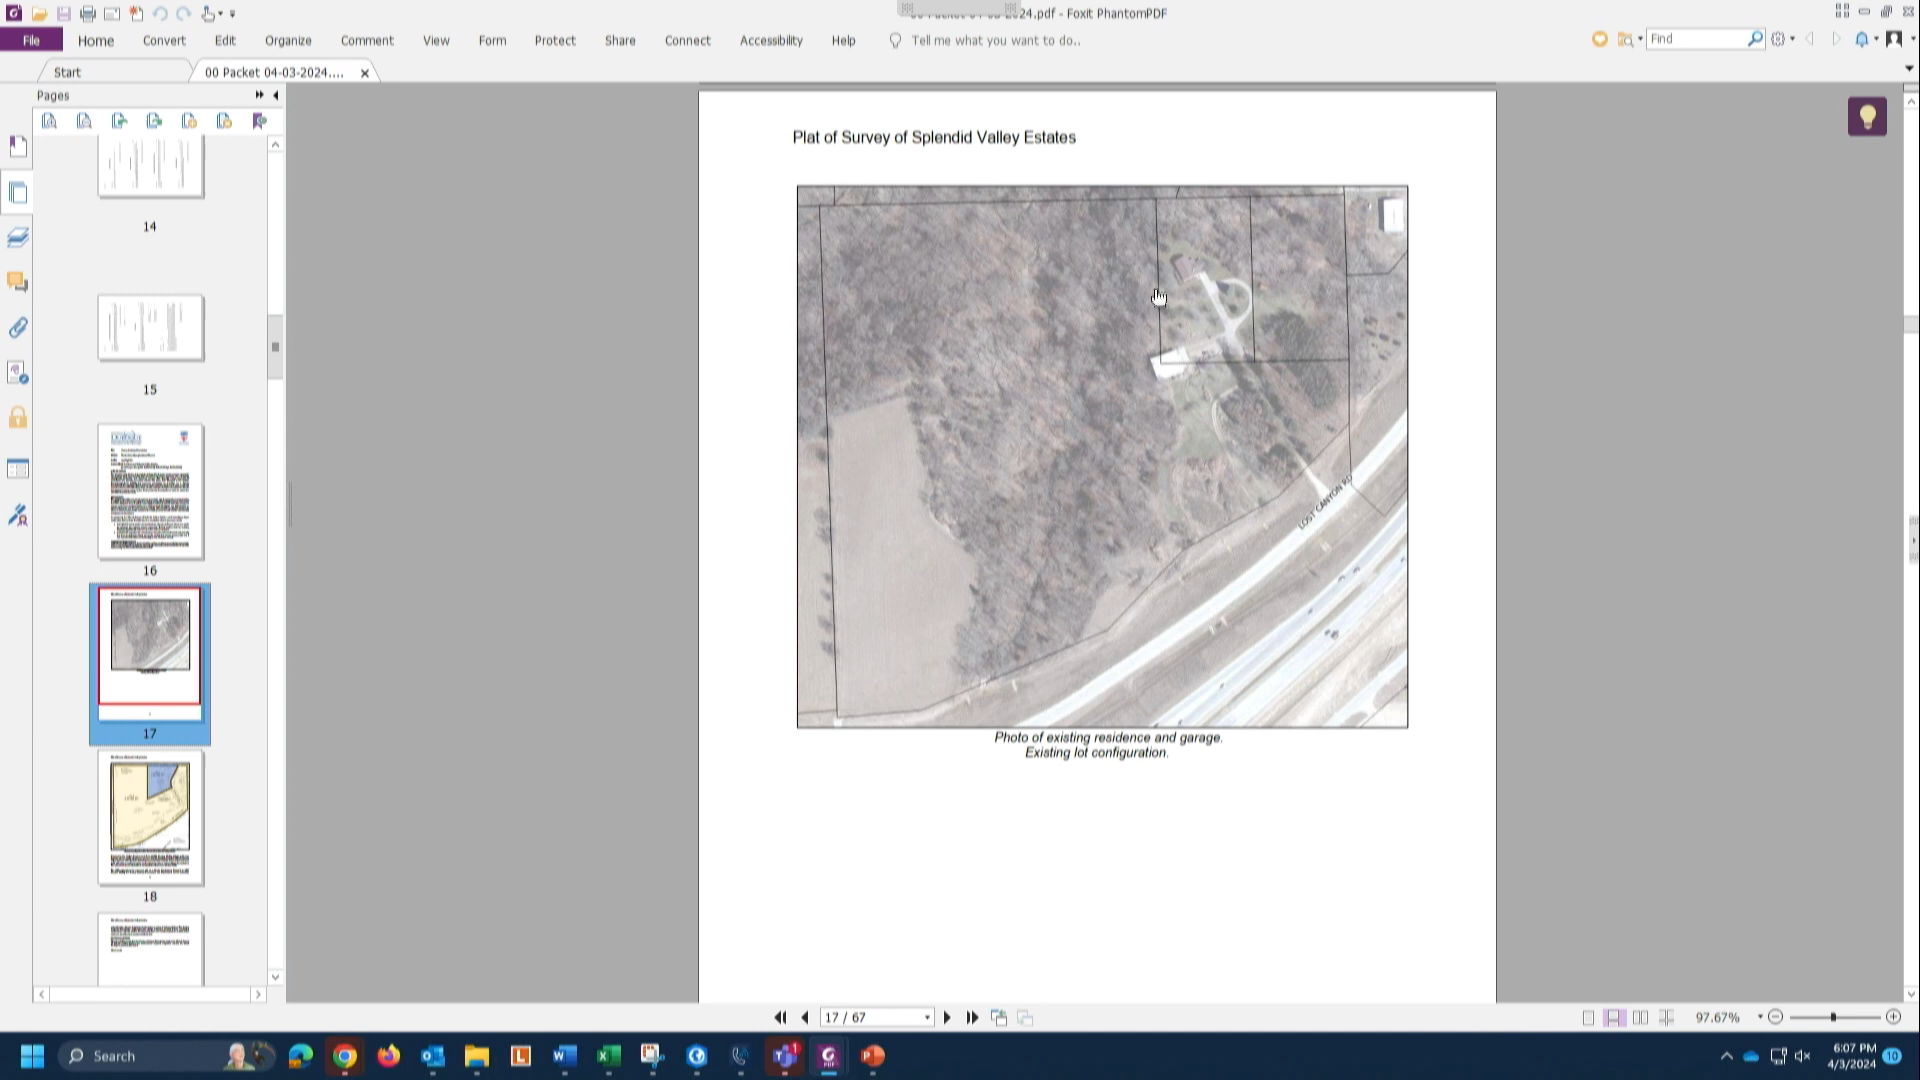 24.pdf - Foxit PhantomPDF
File Home Convert Edit Organize Comment View Form Protect Share Connect Accessibility Help Tell me what you want to do.. Find
Start 00 Packet 04-03-2024....
Pages
14
15
16
17
18
Plat of Survey of Splendid Valley Estates
LOST CANYON RD
Photo of existing residence and garage.
Existing lot configuration.
17 / 67
97.67%
Search
1
6:07 PM
4/3/2024
10